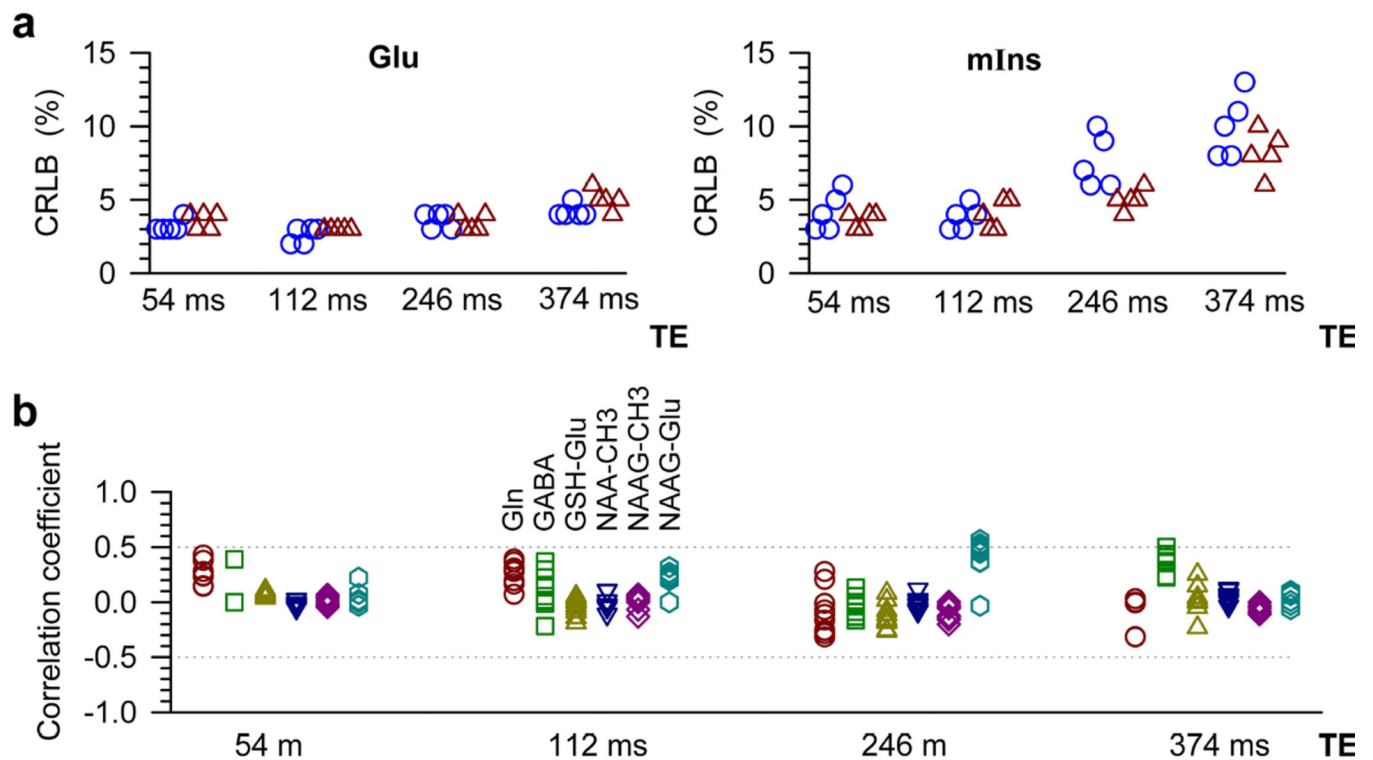 a
Glu
mIns
15
10
5
0
CRLB (%)
54 ms 112 ms 246 ms 374 ms
TE
15
10
5
0
CRLB (%)
54 ms 112 ms 246 ms 374 ms
TE
b
Gln
GABA
GSH-Glu
NAA-CH3
NAAG-CH3
NAAG-Glu
Correlation coefficient
1.0
0.5
0.0
-0.5
-1.0
54 m 112 ms 246 m 374 ms
TE